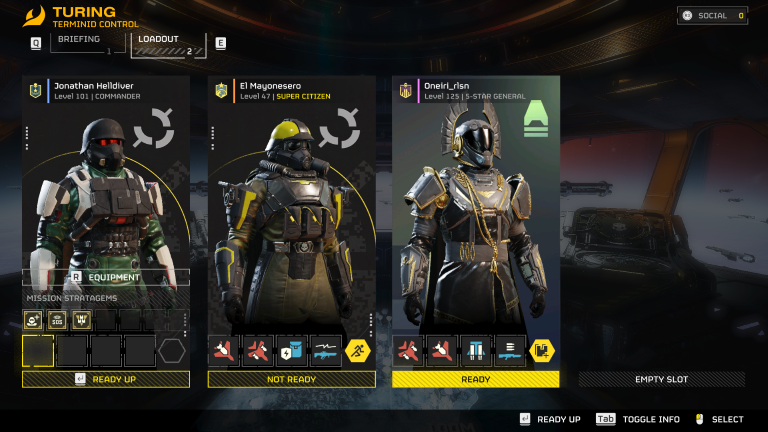 TURING
TERMINID CONTROL
SOCIAL 0
Q BRIEFING 1 LOADOUT 2 E
Jonathan Helldiver
Level 101 | COMMANDER
El Mayonesero
Level 47 | SUPER CITIZEN
Oneiri_rlsn
Level 125 | 5-STAR GENERAL
R EQUIPMENT
MISSION STRATAGEMS
SOS
READY UP
NOT READY
READY
EMPTY SLOT
READY UP
Tab TOGGLE INFO
SELECT